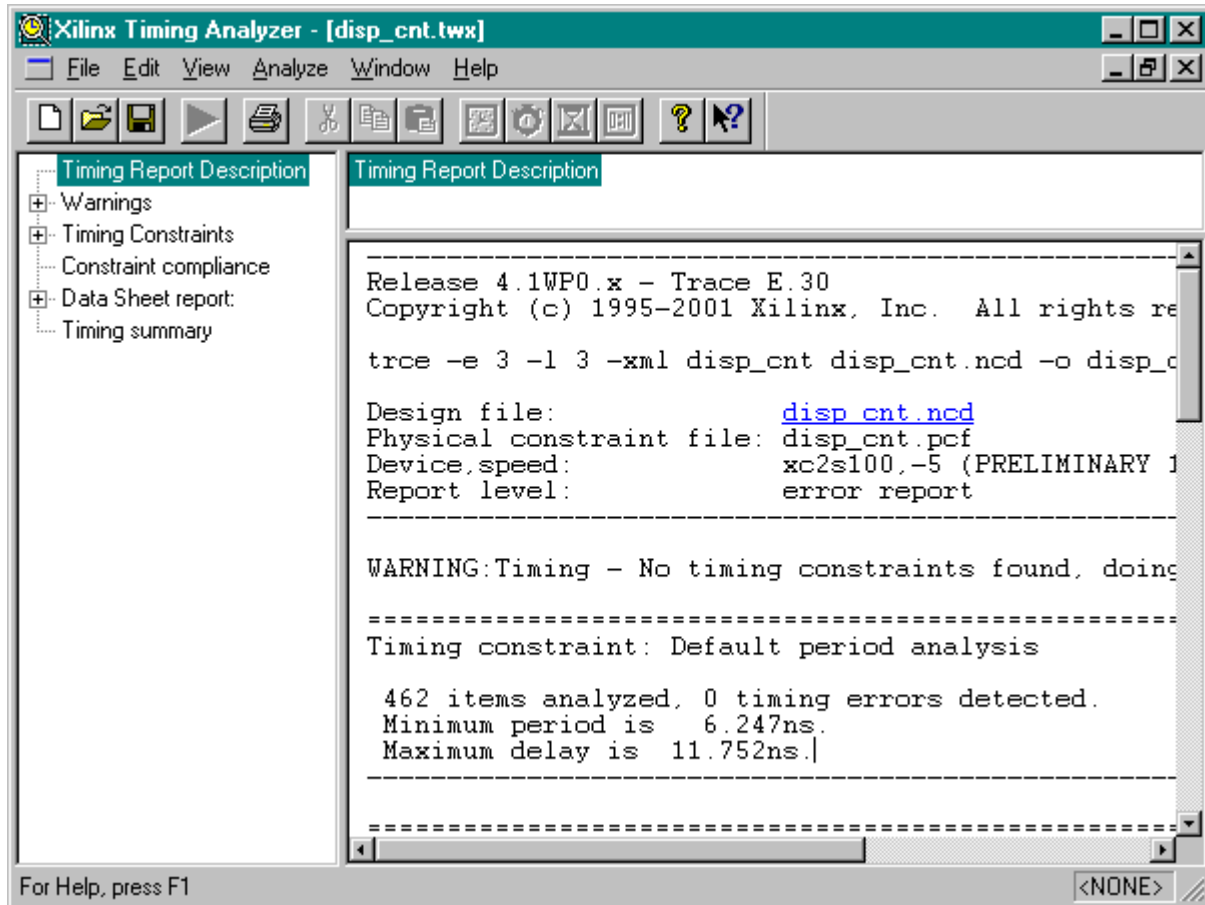 Xilinx Timing Analyzer - [disp_cnt.twx]
File Edit View Analyze Window Help
Timing Report Description
Warnings
Timing Constraints
Constraint compliance
Data Sheet report:
Timing summary
Timing Report Description
--------------------------------------------------
Release 4.1WP0.x - Trace E.30
Copyright (c) 1995-2001 Xilinx, Inc. All rights re
trce -e 3 -l 3 -xml disp_cnt disp_cnt.ncd -o disp_c
Design file: disp_cnt.ncd
Physical constraint file: disp_cnt.pcf
Device,speed: xc2s100,-5 (PRELIMINARY 1
Report level: error report
--------------------------------------------------
WARNING:Timing - No timing constraints found, doing
==================================================
Timing constraint: Default period analysis
462 items analyzed, 0 timing errors detected.
Minimum period is 6.247ns.
Maximum delay is 11.752ns.
--------------------------------------------------
==================================================
For Help, press F1
<NONE>